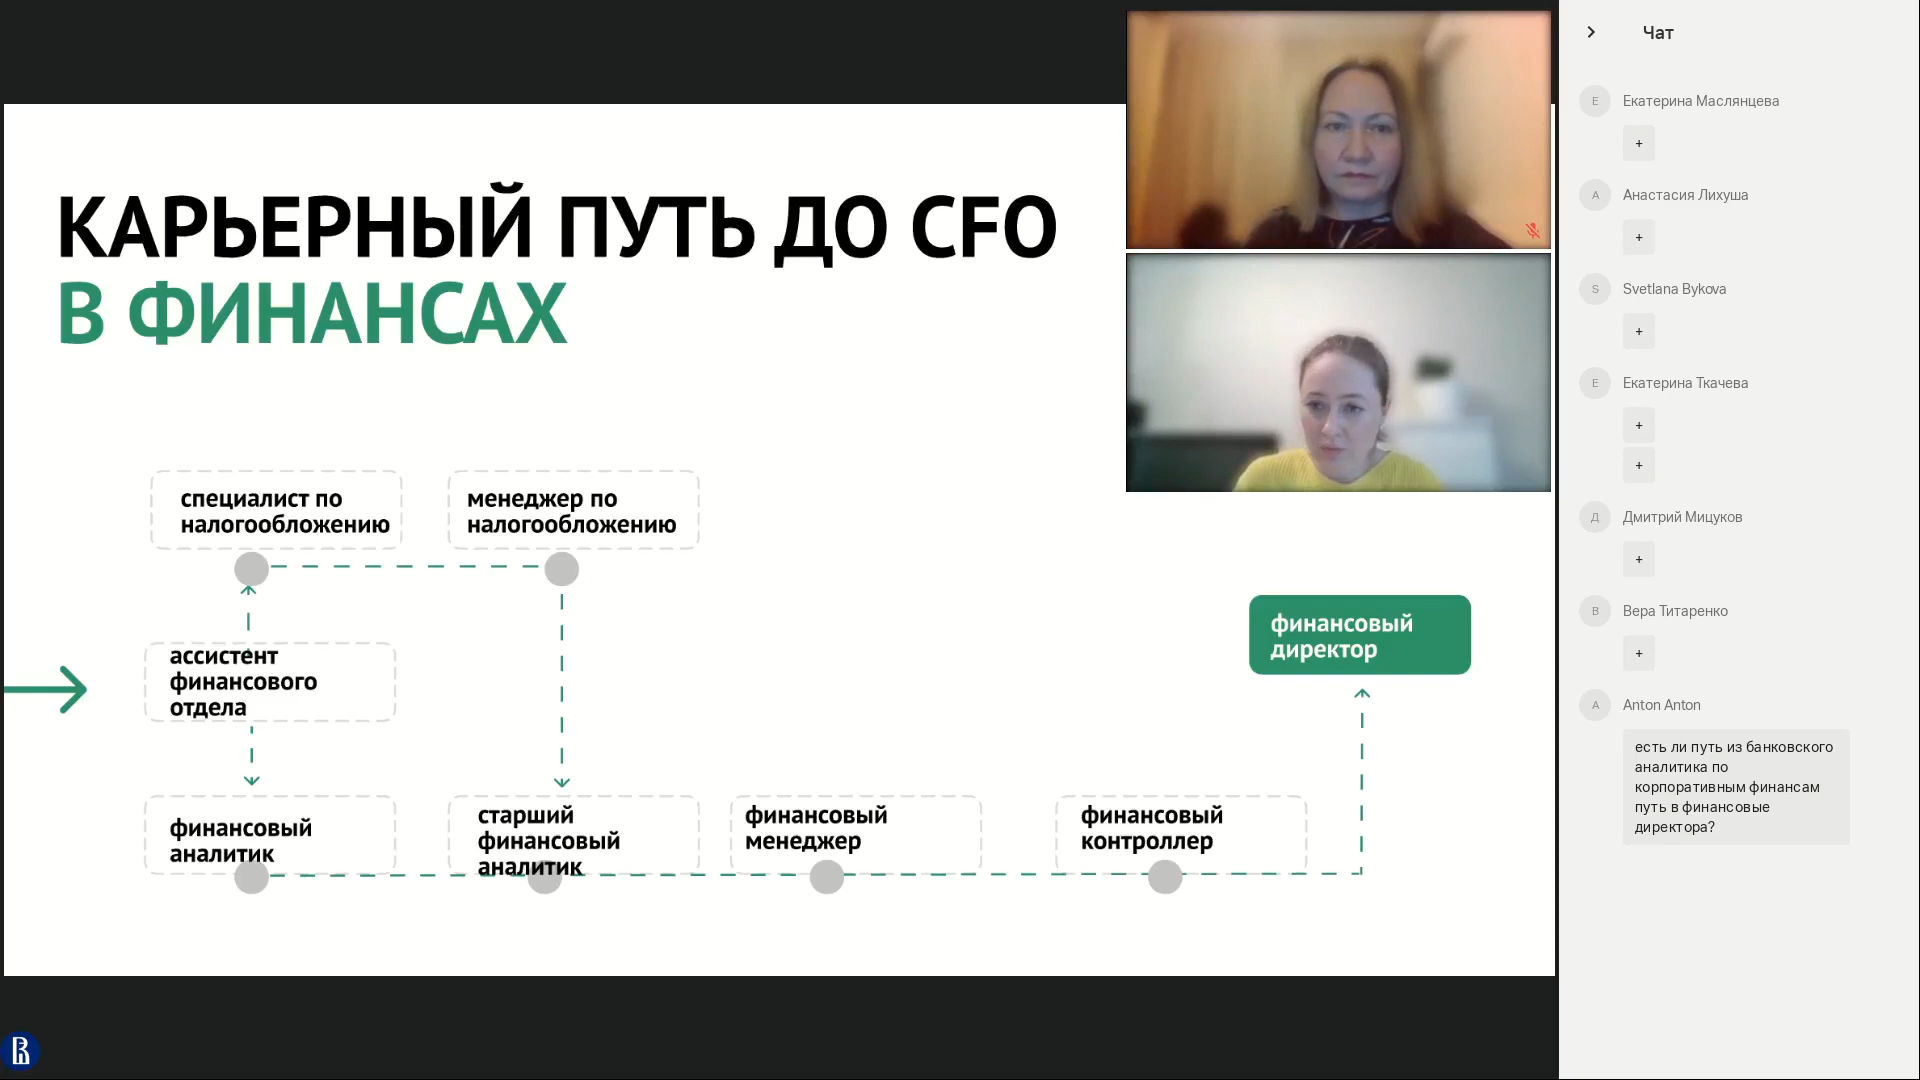 КАРЬЕРНЫЙ ПУТЬ ДО CFO
В ФИНАНСАХ
специалист по
налогообложению
менеджер по
налогообложению
ассистент
финансового
отдела
финансовый
директор
финансовый
аналитик
старший
финансовый
аналитик
финансовый
менеджер
финансовый
контроллер
Чат
Е
Екатерина Маслянцева
+
А
Анастасия Лихуша
+
S
Svetlana Bykova
+
Е
Екатерина Ткачева
+
+
Д
Дмитрий Мицуков
+
В
Вера Титаренко
+
A
Anton Anton
есть ли путь из банковского
аналитика по
корпоративным финансам
путь в финансовые
директора?